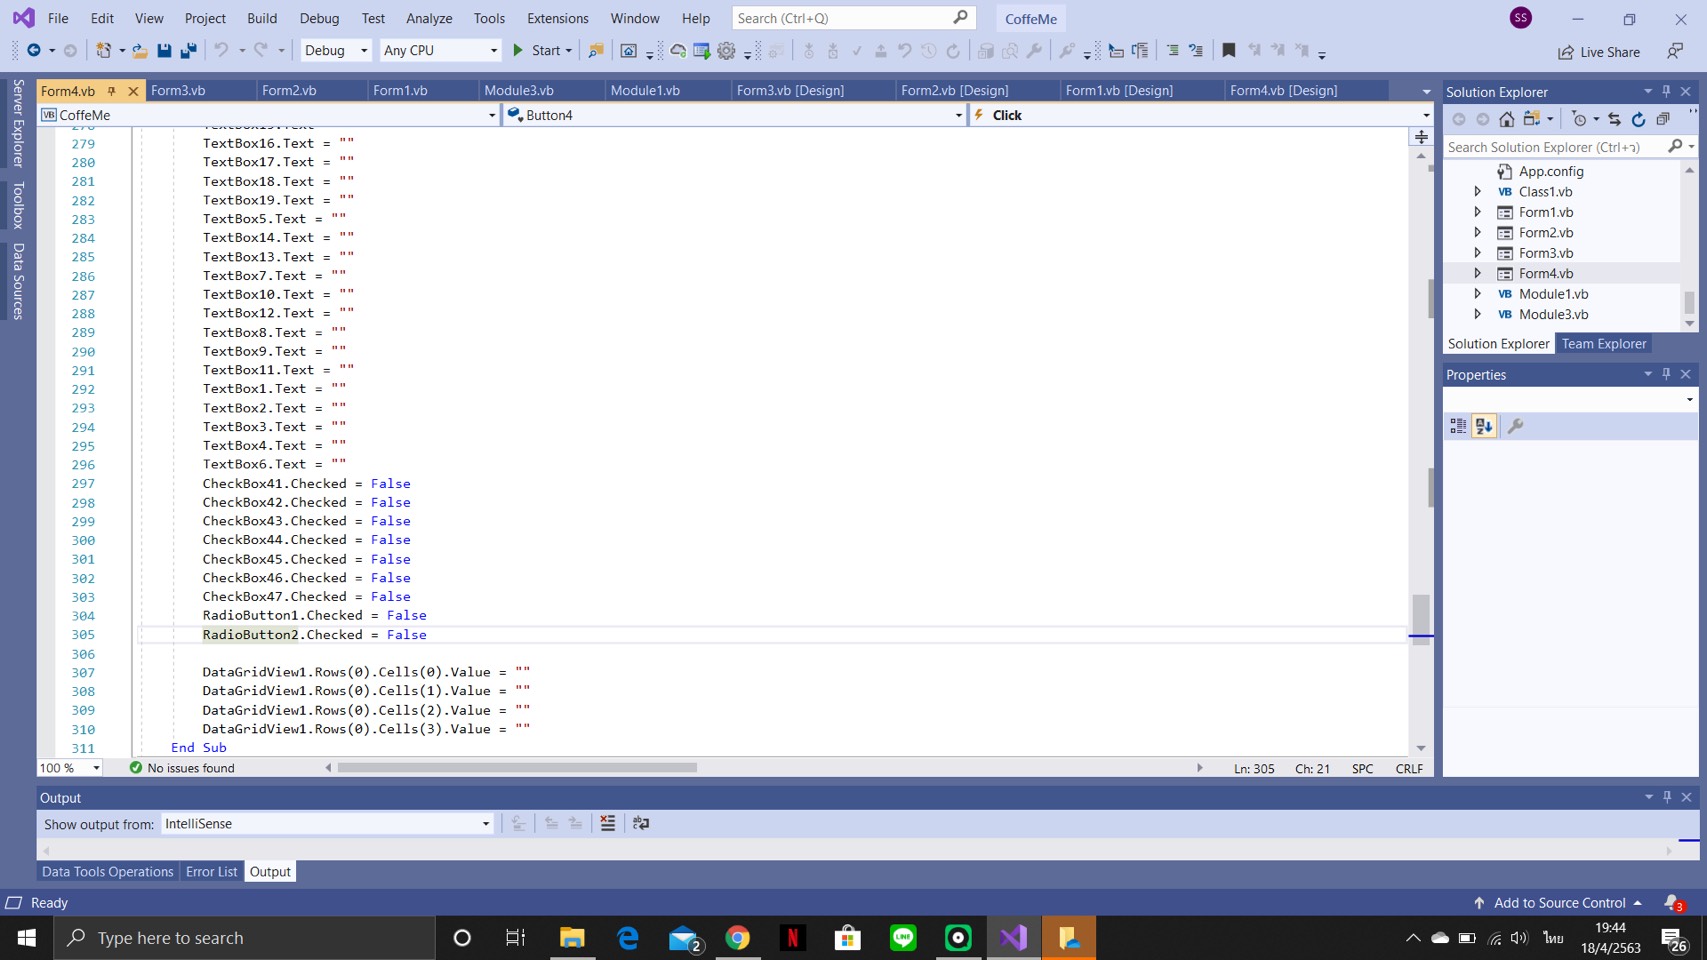 File Edit View Project Build Debug Test Analyze Tools Extensions Window Help Search (Ctrl+Q) CoffeMe SS
Debug Any CPU Start Live Share
Server Explorer
Toolbox
Data Sources
Form4.vb Form3.vb Form2.vb Form1.vb Module3.vb Module1.vb Form3.vb [Design] Form2.vb [Design] Form1.vb [Design] Form4.vb [Design]
CoffeMe Button4 Click
279 TextBox16.Text = ""
280 TextBox17.Text = ""
281 TextBox18.Text = ""
282 TextBox19.Text = ""
283 TextBox5.Text = ""
284 TextBox14.Text = ""
285 TextBox13.Text = ""
286 TextBox7.Text = ""
287 TextBox10.Text = ""
288 TextBox12.Text = ""
289 TextBox8.Text = ""
290 TextBox9.Text = ""
291 TextBox11.Text = ""
292 TextBox1.Text = ""
293 TextBox2.Text = ""
294 TextBox3.Text = ""
295 TextBox4.Text = ""
296 TextBox6.Text = ""
297 CheckBox41.Checked = False
298 CheckBox42.Checked = False
299 CheckBox43.Checked = False
300 CheckBox44.Checked = False
301 CheckBox45.Checked = False
302 CheckBox46.Checked = False
303 CheckBox47.Checked = False
304 RadioButton1.Checked = False
305 RadioButton2.Checked = False
306
307 DataGridView1.Rows(0).Cells(0).Value = ""
308 DataGridView1.Rows(0).Cells(1).Value = ""
309 DataGridView1.Rows(0).Cells(2).Value = ""
310 DataGridView1.Rows(0).Cells(3).Value = ""
311 End Sub
100 % No issues found Ln: 305 Ch: 21 SPC CRLF
Solution Explorer
Search Solution Explorer (Ctrl+ว)
App.config
VB Class1.vb
Form1.vb
Form2.vb
Form3.vb
Form4.vb
VB Module1.vb
VB Module3.vb
Solution Explorer Team Explorer
Properties
Output
Show output from: IntelliSense
Data Tools Operations Error List Output
Ready Add to Source Control 3
Type here to search 2 N LINE ไทย 19:44
18/4/2563 26